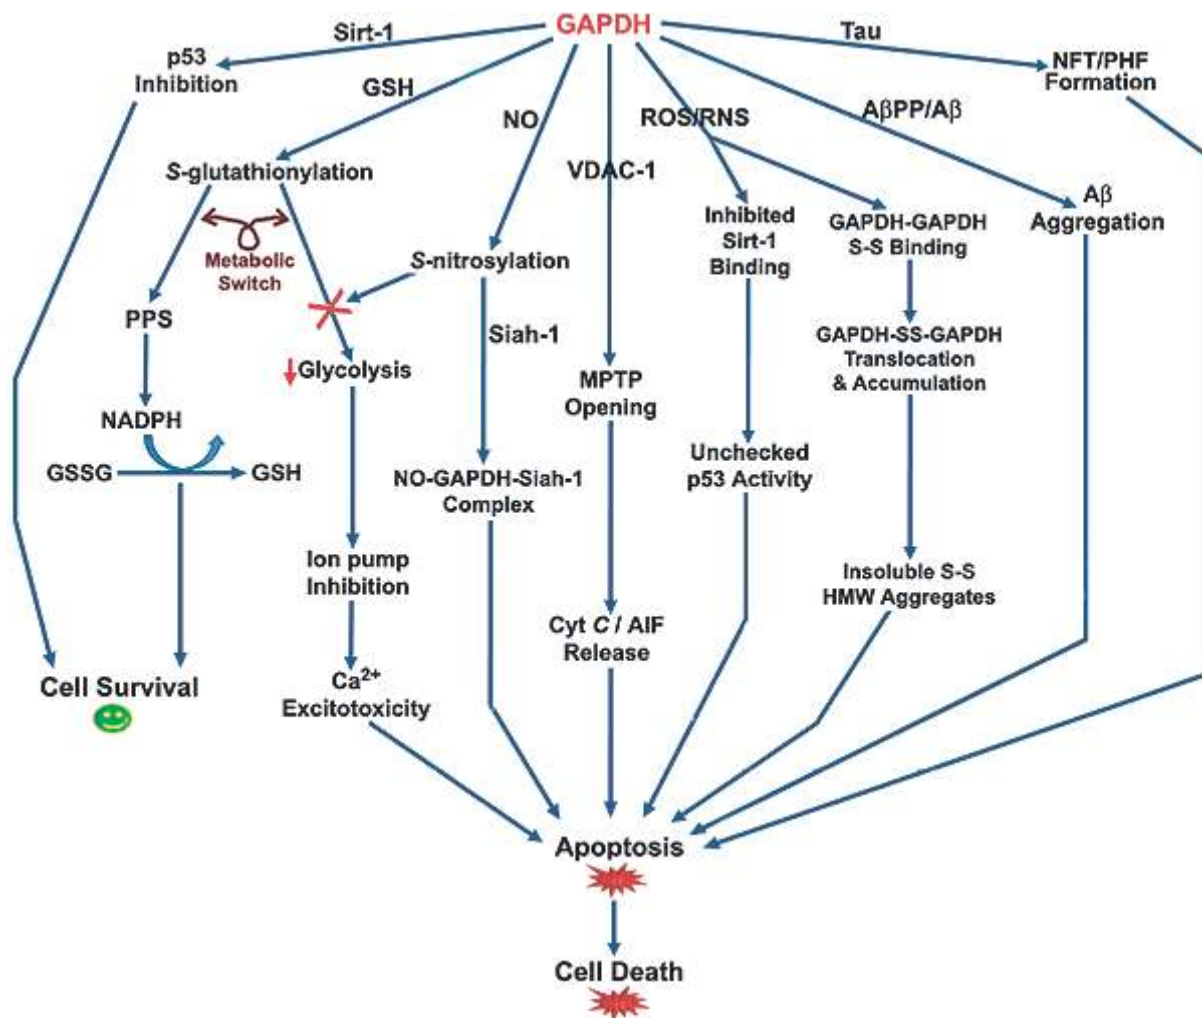 GAPDH
Sirt-1
Tau
p53
Inhibition
GSH
NO
ROS/RNS
AβPP/Aβ
NFT/PHF
Formation
S-glutathionylation
VDAC-1
Metabolic
Switch
S-nitrosylation
Inhibited
Sirt-1
Binding
GAPDH-GAPDH
S-S Binding
Aβ
Aggregation
PPS
Glycolysis
Siah-1
MPTP
Opening
GAPDH-SS-GAPDH
Translocation
& Accumulation
NADPH
GSSG
GSH
NO-GAPDH-Siah-1
Complex
Unchecked
p53 Activity
Ion pump
Inhibition
Cyt C / AIF
Release
Insoluble S-S
HMW Aggregates
Cell Survival
Ca²⁺
Excitotoxicity
Apoptosis
Cell Death